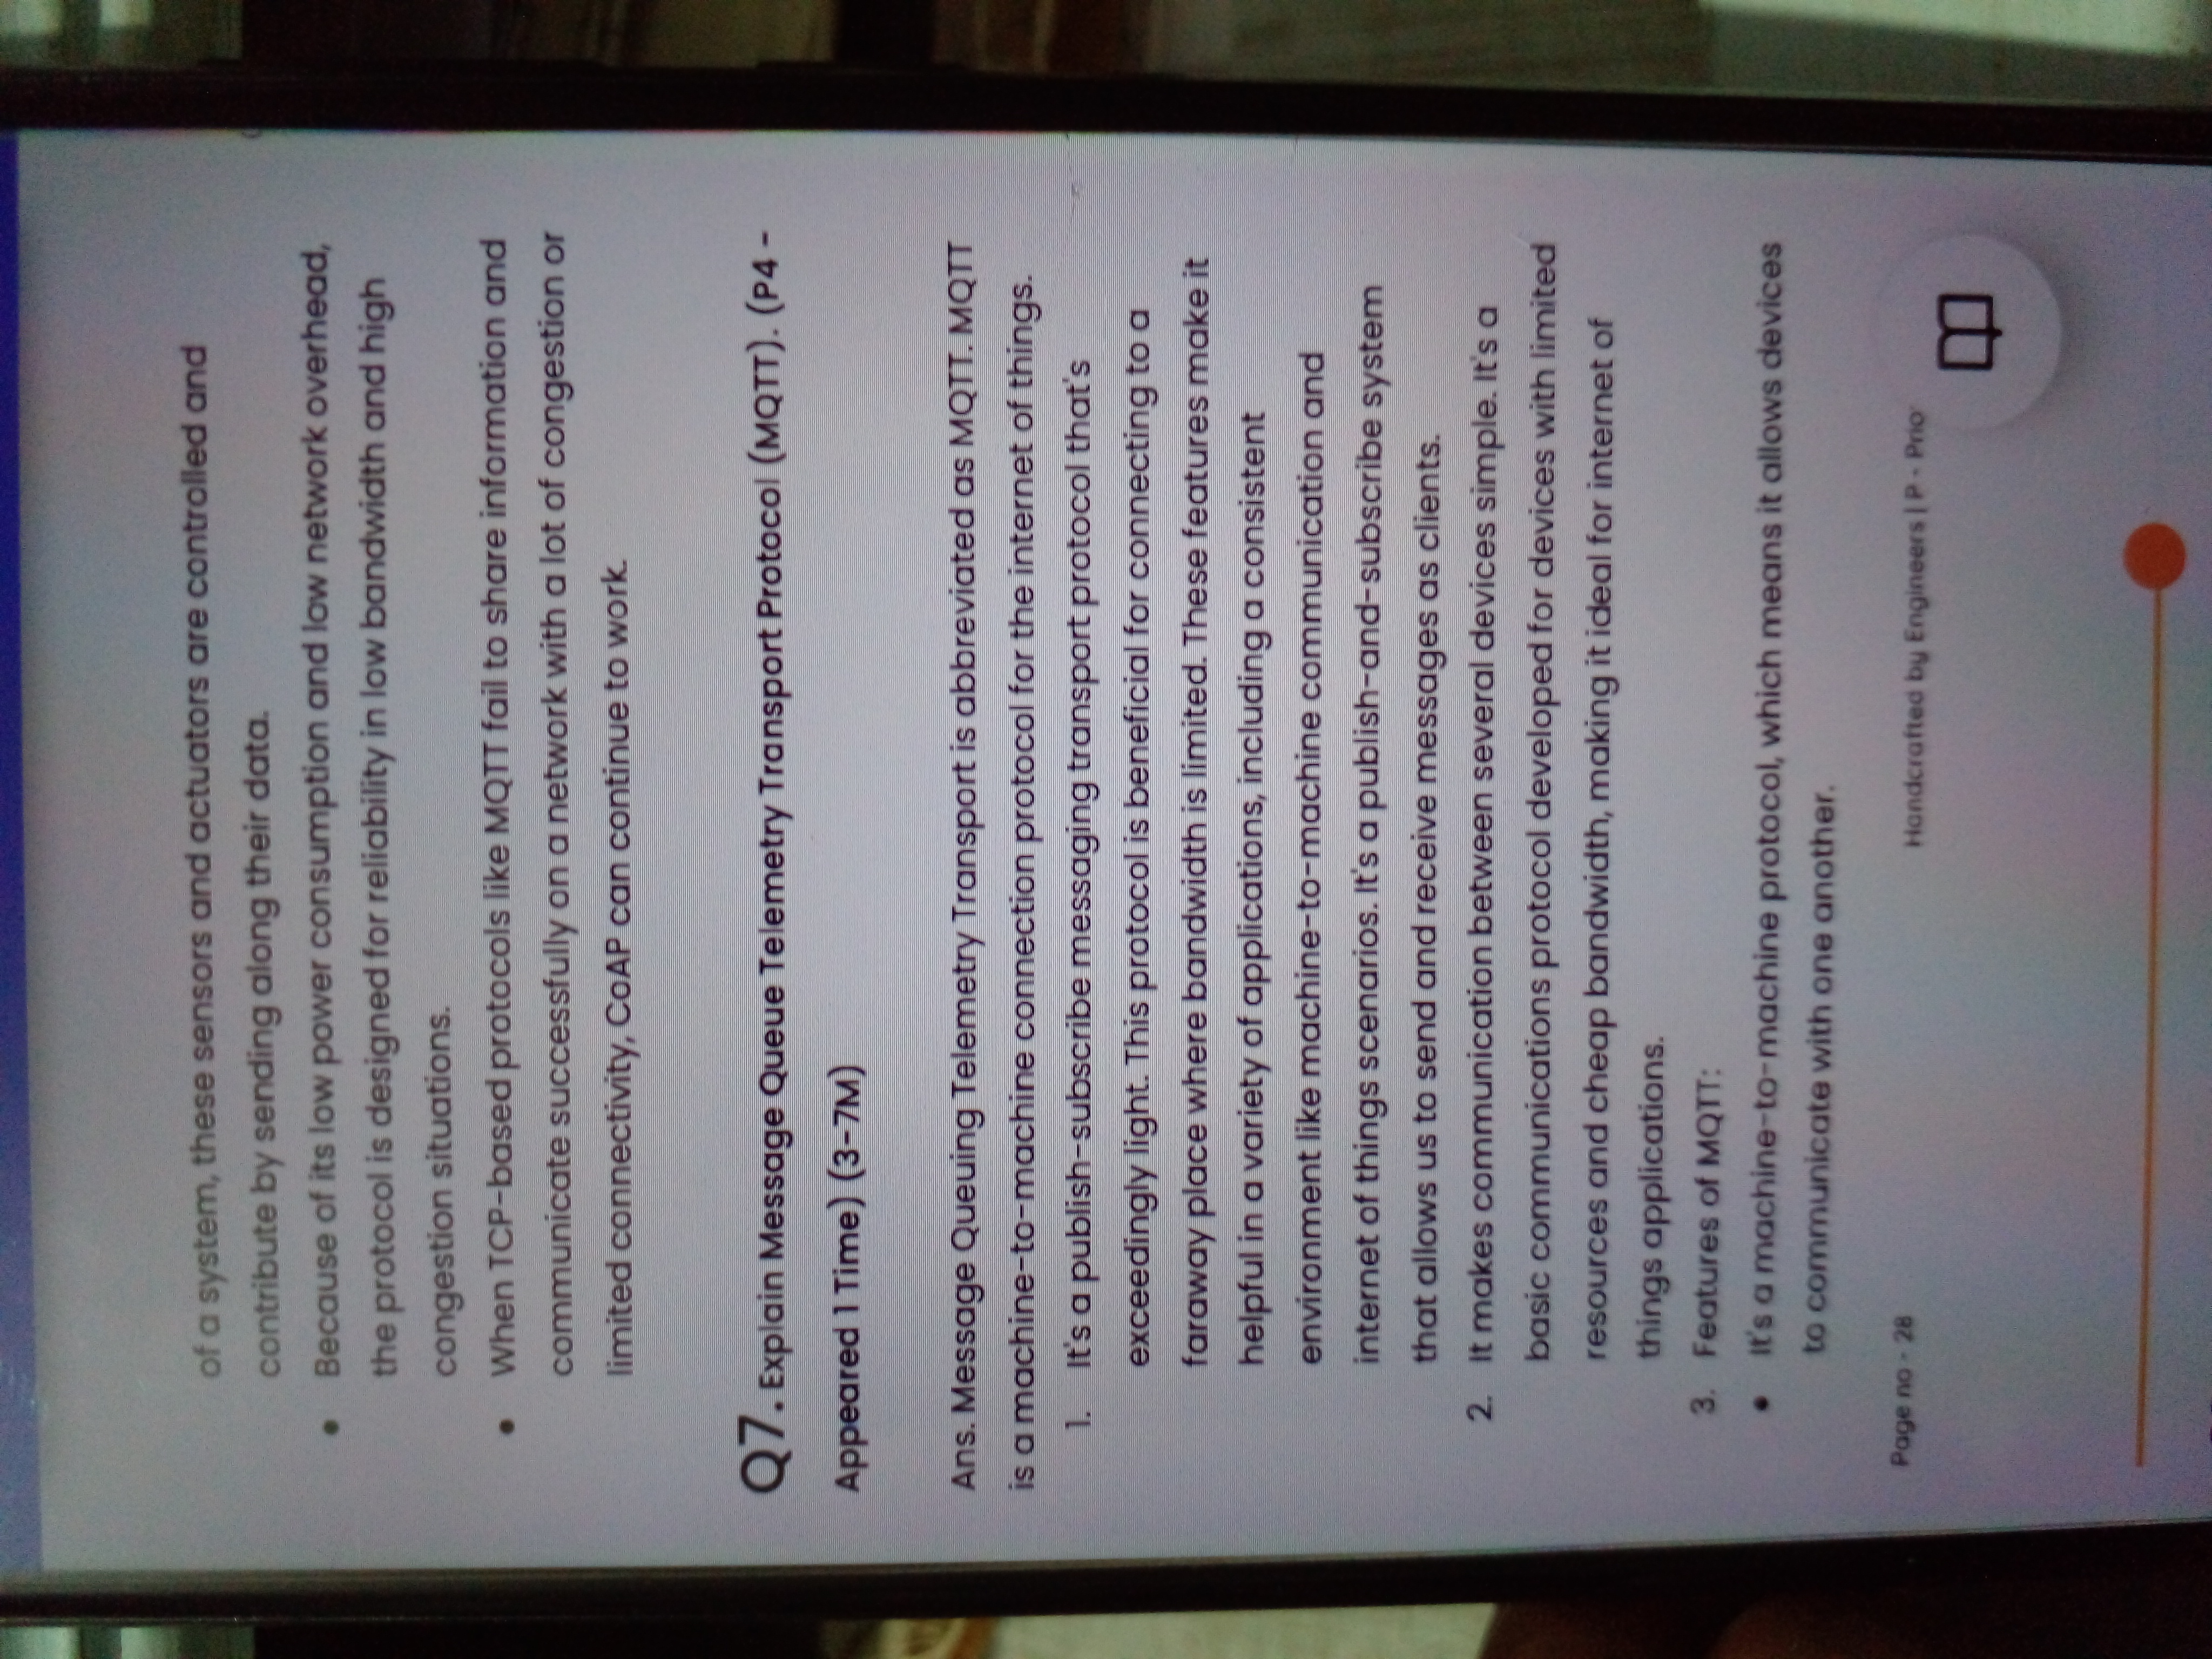 of a system, these sensors and actuators are controlled and
contribute by sending along their data.
• Because of its low power consumption and low network overhead,
the protocol is designed for reliability in low bandwidth and high
congestion situations.
• When TCP-based protocols like MQTT fail to share information and
communicate successfully on a network with a lot of congestion or
limited connectivity, CoAP can continue to work.
Q7. Explain Message Queue Telemetry Transport Protocol (MQTT). (P4 -
Appeared 1 Time) (3-7M)
Ans. Message Queuing Telemetry Transport is abbreviated as MQTT. MQTT
is a machine-to-machine connection protocol for the internet of things.
1. It's a publish-subscribe messaging transport protocol that's
exceedingly light. This protocol is beneficial for connecting to a
faraway place where bandwidth is limited. These features make it
helpful in a variety of applications, including a consistent
environment like machine-to-machine communication and
internet of things scenarios. It's a publish-and-subscribe system
that allows us to send and receive messages as clients.
2. It makes communication between several devices simple. It's a
basic communications protocol developed for devices with limited
resources and cheap bandwidth, making it ideal for internet of
things applications.
3. Features of MQTT:
• It's a machine-to-machine protocol, which means it allows devices
to communicate with one another.
Page no - 28
Handcrafted by Engineers | P - Prio